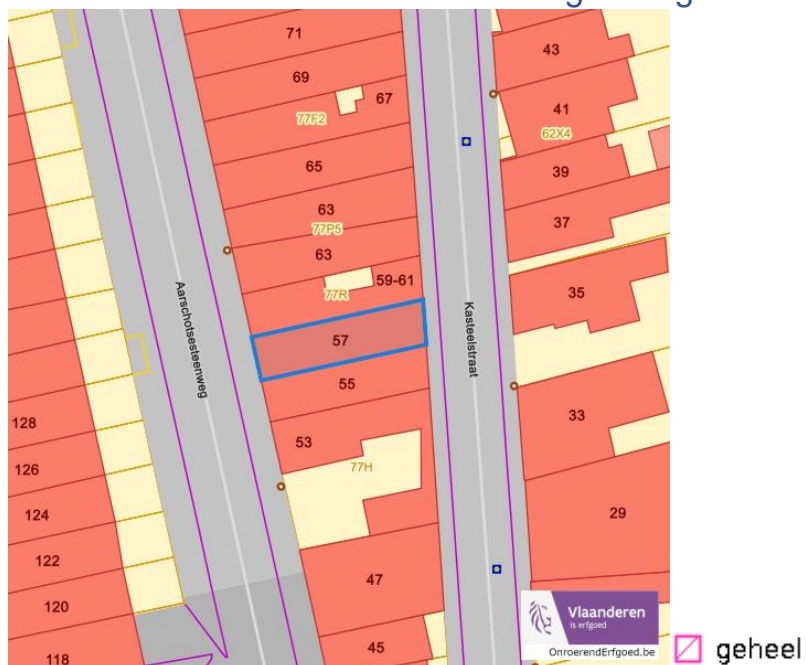 71
43
69
67
41
77F2
62X4
65
39
63
37
77P5
63
59-61
35
77R
Aarschotsesteenweg
Kasteelstraat
57
55
33
128
53
126
77H
29
124
122
47
120
Vlaanderen
is erfgoed
45
118
OnroerendErfgoed.be
geheel